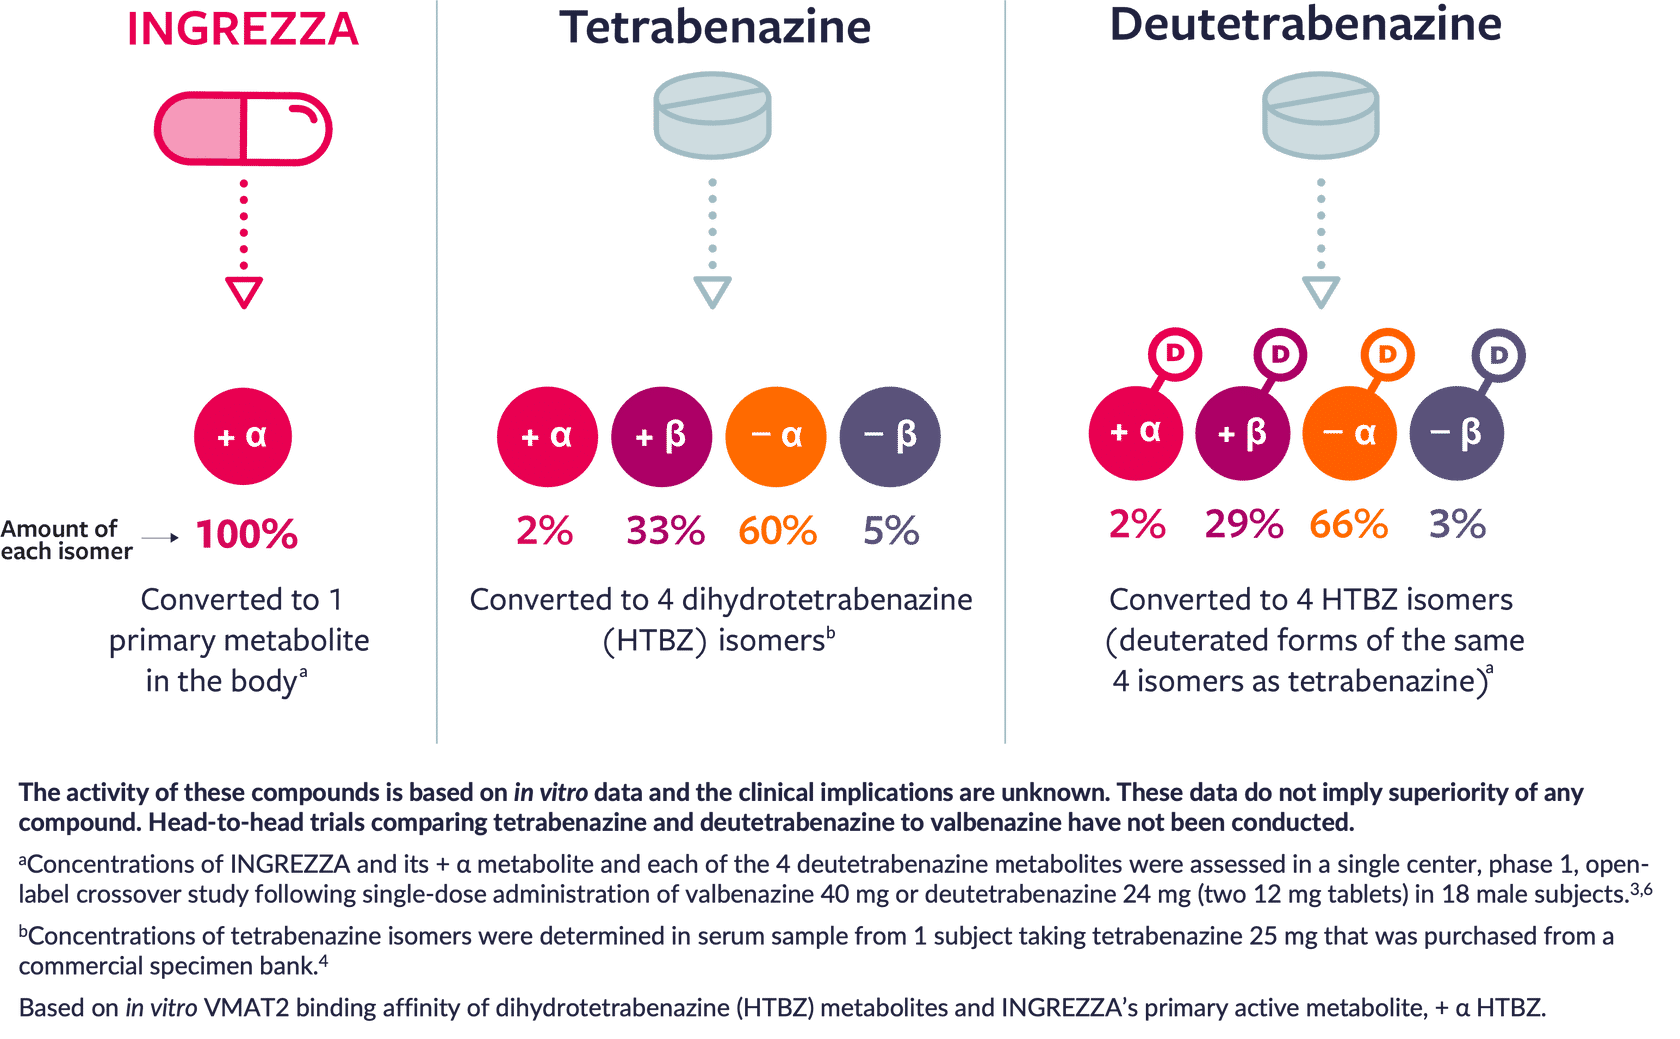 INGREZZA
Tetrabenazine
Deutetrabenazine
D D D D
+ α
+ α + β − α − β
+ α + β − α − β
Amount of
each isomer
100%
2% 33% 60% 5%
2% 29% 66% 3%
Converted to 1
primary metabolite
in the bodyᵃ
Converted to 4 dihydrotetrabenazine
(HTBZ) isomersᵇ
Converted to 4 HTBZ isomers
(deuterated forms of the same
4 isomers as tetrabenazine)ᵃ
The activity of these compounds is based on in vitro data and the clinical implications are unknown. These data do not imply superiority of any
compound. Head-to-head trials comparing tetrabenazine and deutetrabenazine to valbenazine have not been conducted.
ᵃConcentrations of INGREZZA and its + α metabolite and each of the 4 deutetrabenazine metabolites were assessed in a single center, phase 1, open-
label crossover study following single-dose administration of valbenazine 40 mg or deutetrabenazine 24 mg (two 12 mg tablets) in 18 male subjects.³,⁶
ᵇConcentrations of tetrabenazine isomers were determined in serum sample from 1 subject taking tetrabenazine 25 mg that was purchased from a
commercial specimen bank.⁴
Based on in vitro VMAT2 binding affinity of dihydrotetrabenazine (HTBZ) metabolites and INGREZZA’s primary active metabolite, + α HTBZ.